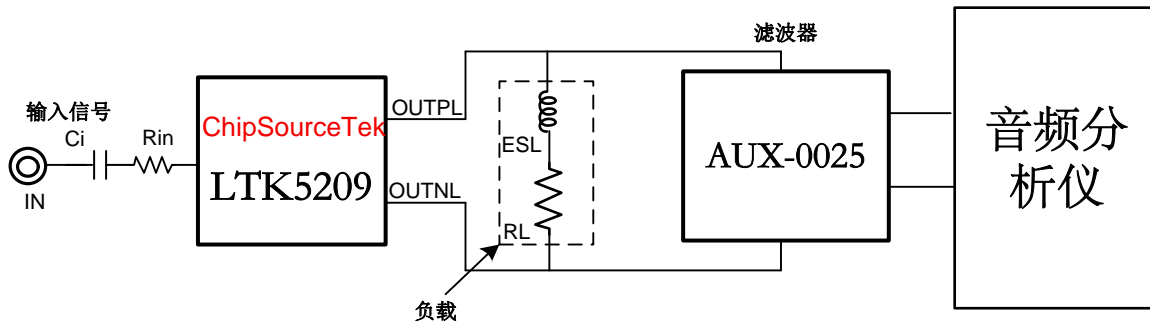 输入信号
Ci
Rin
IN
ChipSourceTek
LTK5209
OUTPL
OUTNL
ESL
RL
负载
滤波器
AUX-0025
音频分
析仪